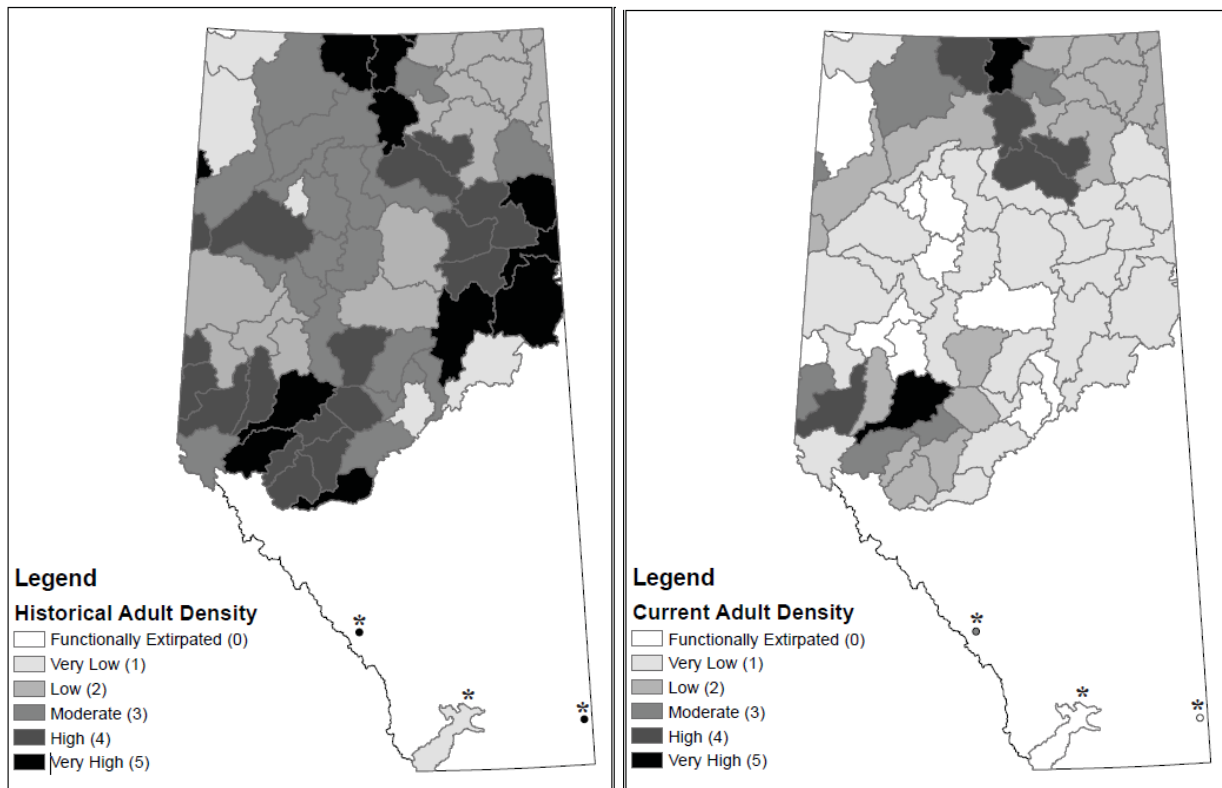 *
*
*
Legend
Historical Adult Density
Functionally Extirpated (0)
Very Low (1)
Low (2)
Moderate (3)
High (4)
Very High (5)
*
*
*
Legend
Current Adult Density
Functionally Extirpated (0)
Very Low (1)
Low (2)
Moderate (3)
High (4)
Very High (5)